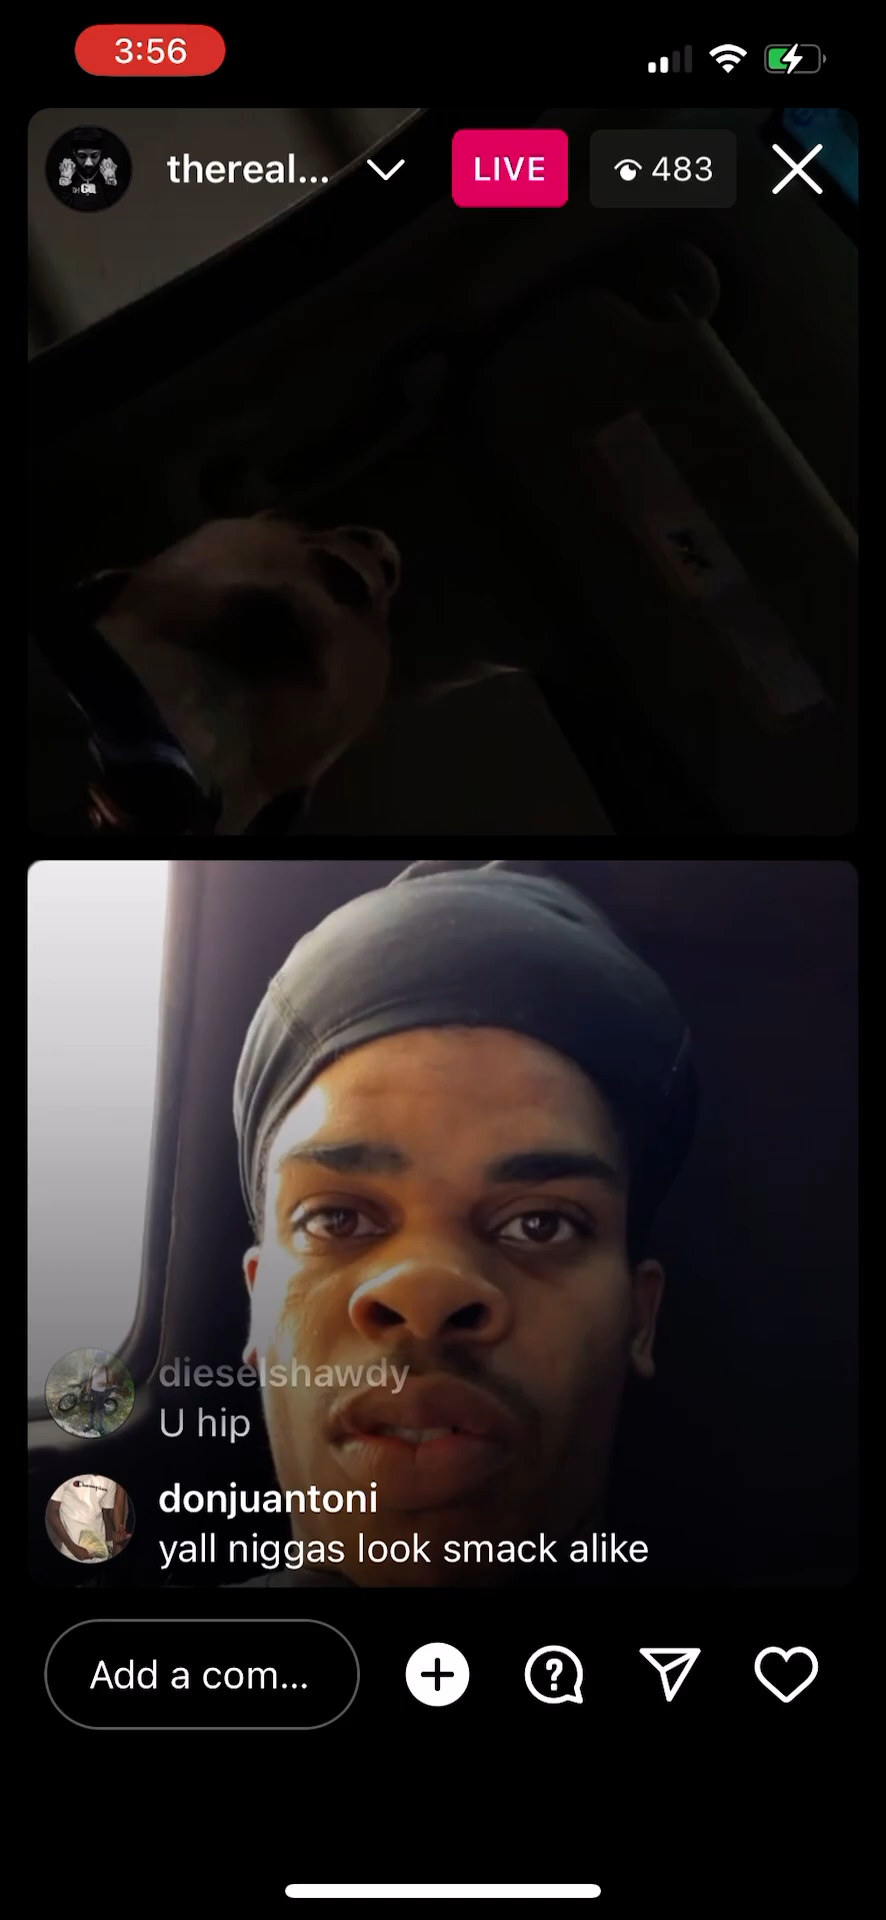 3:56
thereal...
LIVE
483
dieselshawdy
U hip
donjuantoni
yall niggas look smack alike
Add a com...